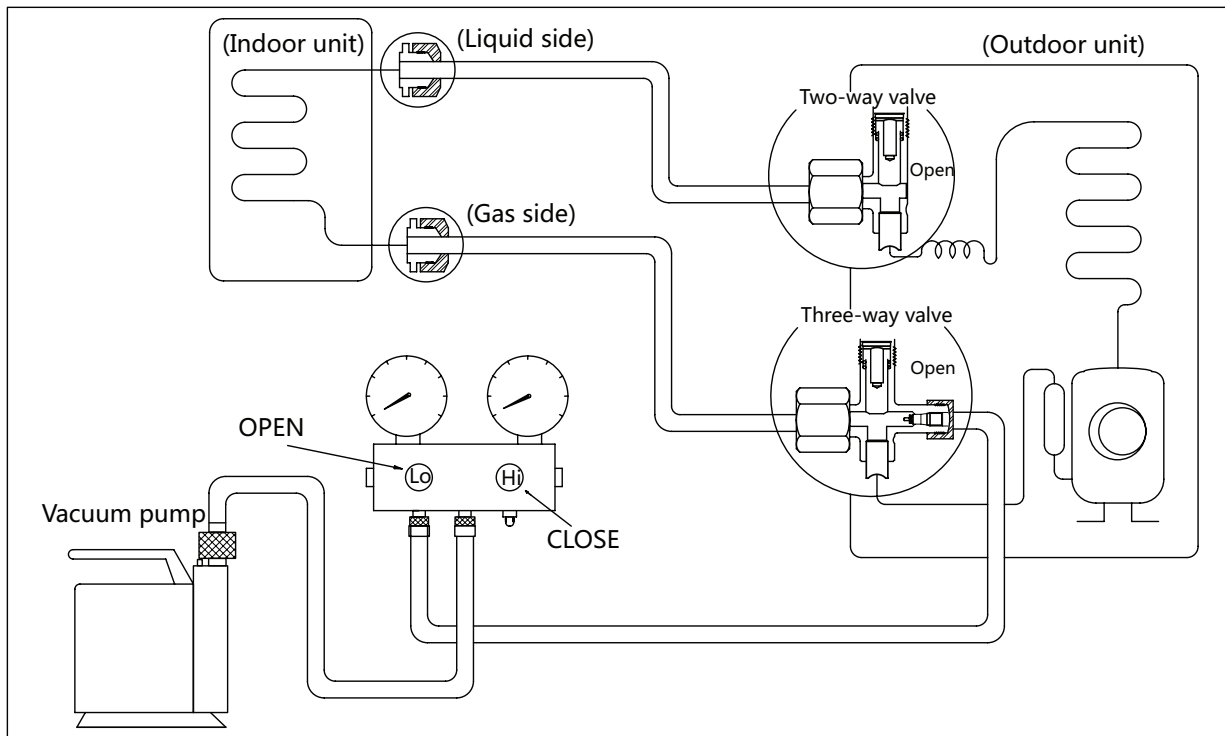 (Indoor unit)
(Liquid side)
(Outdoor unit)
Two-way valve
Open
(Gas side)
Three-way valve
Open
OPEN
Lo
Hi
CLOSE
Vacuum pump